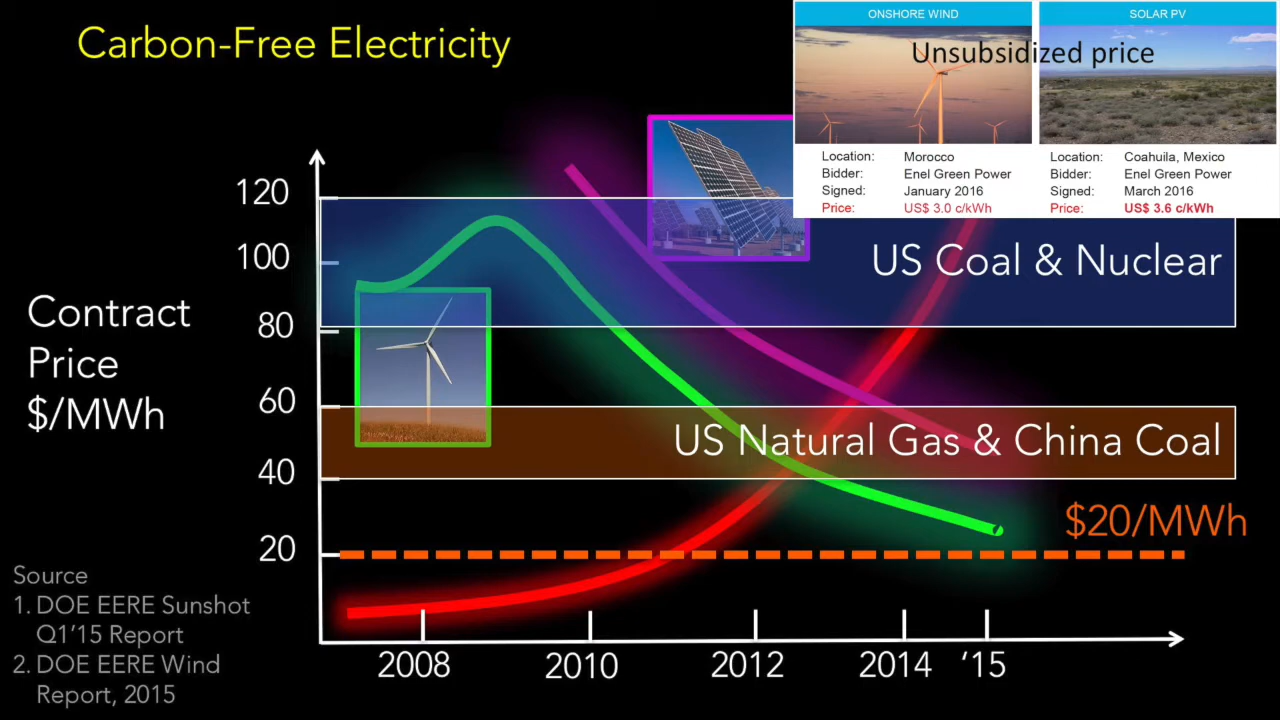 Carbon-Free Electricity
ONSHORE WIND
SOLAR PV
Unsubsidized price
Location: Morocco
Bidder: Enel Green Power
Signed: January 2016
Price: US$ 3.0 c/kWh
Location: Coahuila, Mexico
Bidder: Enel Green Power
Signed: March 2016
Price: US$ 3.6 c/kWh
Contract
Price
$/MWh
120
100
80
60
40
20
US Coal & Nuclear
US Natural Gas & China Coal
$20/MWh
2008 2010 2012 2014 ‘15
Source
1. DOE EERE Sunshot
Q1’15 Report
2. DOE EERE Wind
Report, 2015